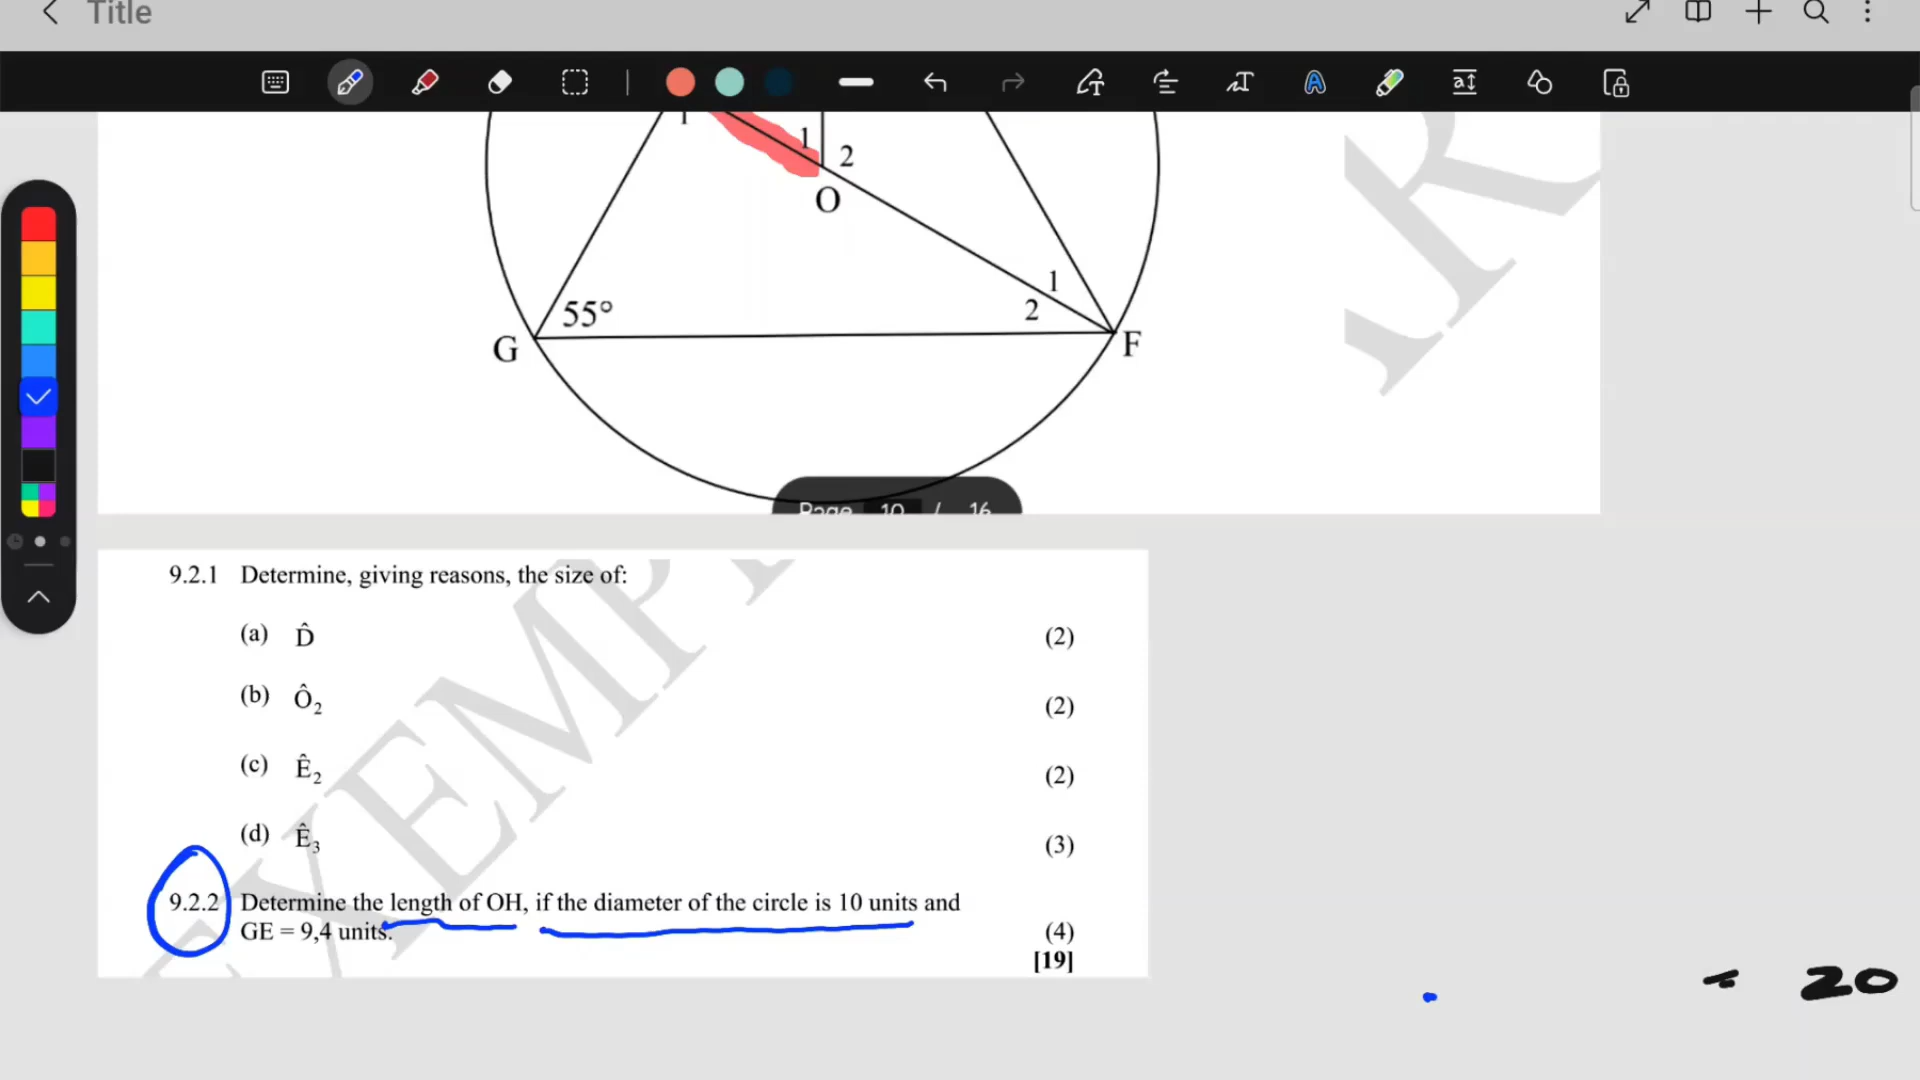 Title
1
1
2
O
1
2
55°
G
F
Page 10 / 16
9.2.1 Determine, giving reasons, the size of:
(a) D̂ (2)
(b) Ô₂ (2)
(c) Ê₂ (2)
(d) Ê₃ (3)
9.2.2 Determine the length of OH, if the diameter of the circle is 10 units and
GE = 9,4 units. (4)
[19]
= 20